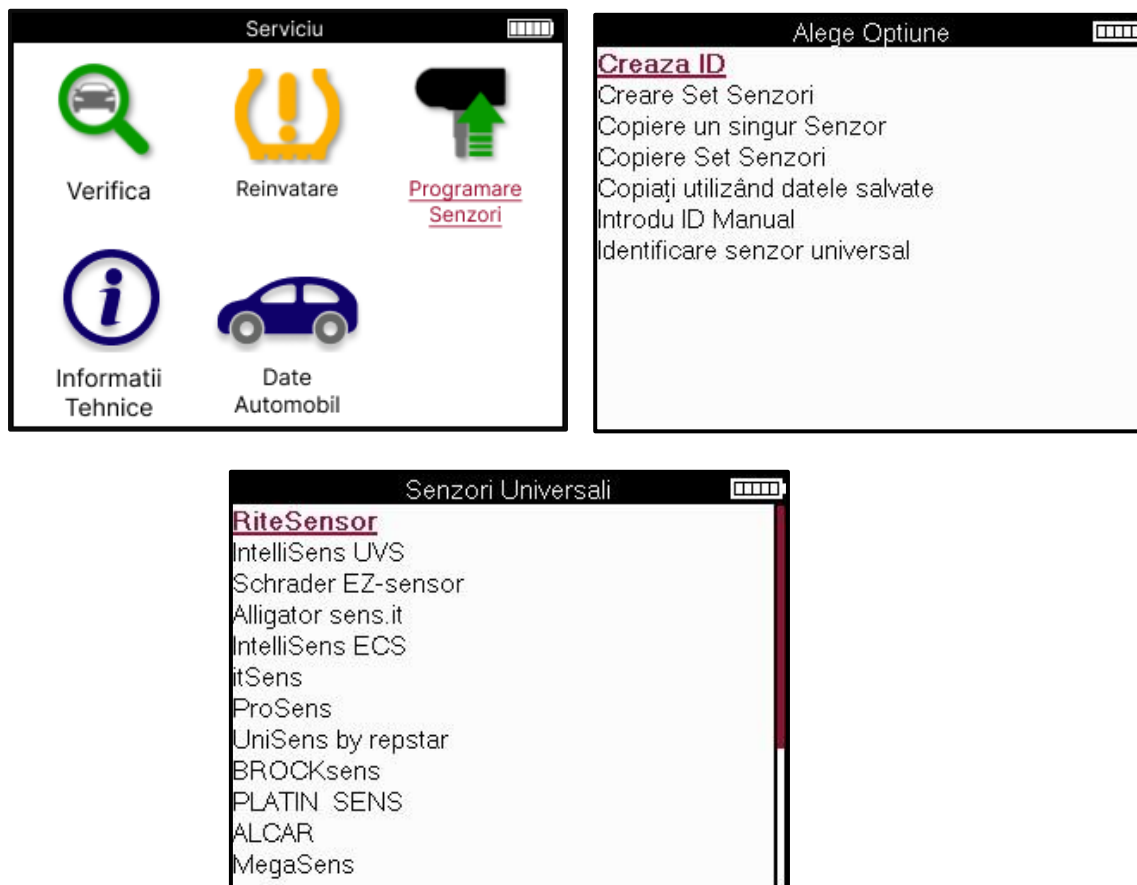 Serviciu
Verifica
Reinvatare
Programare
Senzori
Informatii
Tehnice
Date
Automobil
Alege Optiune
Creaza ID
Creare Set Senzori
Copiere un singur Senzor
Copiere Set Senzori
Copiați utilizând datele salvate
Introdu ID Manual
Identificare senzor universal
Senzori Universali
RiteSensor
IntelliSens UVS
Schrader EZ-sensor
Alligator sens.it
IntelliSens ECS
itSens
ProSens
UniSens by repstar
BROCKsens
PLATIN SENS
ALCAR
MegaSens